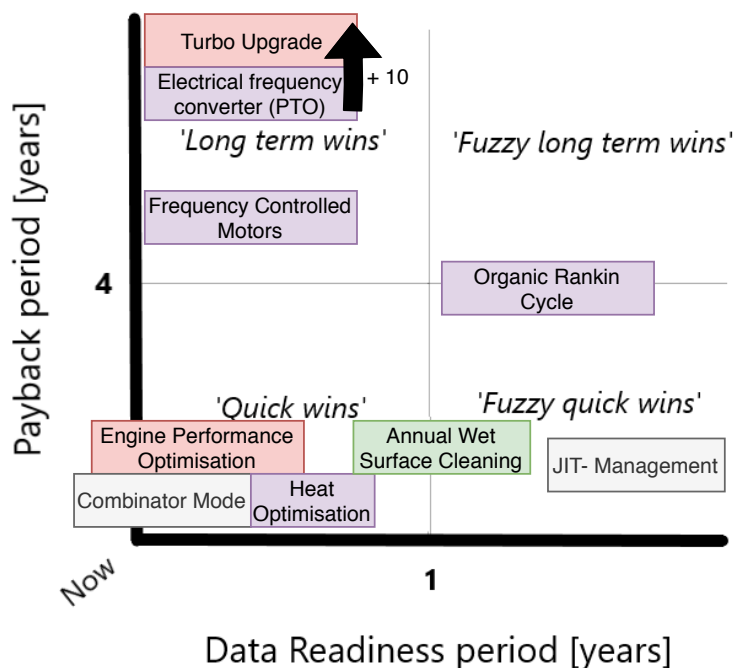 Turbo Upgrade
Electrical frequency
converter (PTO)
+ 10
'Long term wins'
'Fuzzy long term wins'
Payback period [years]
Frequency Controlled
Motors
4
Organic Rankin
Cycle
'Quick wins'
'Fuzzy quick wins'
Engine Performance
Optimisation
Annual Wet
Surface Cleaning
JIT- Management
Combinator Mode
Heat
Optimisation
Now
1
Data Readiness period [years]